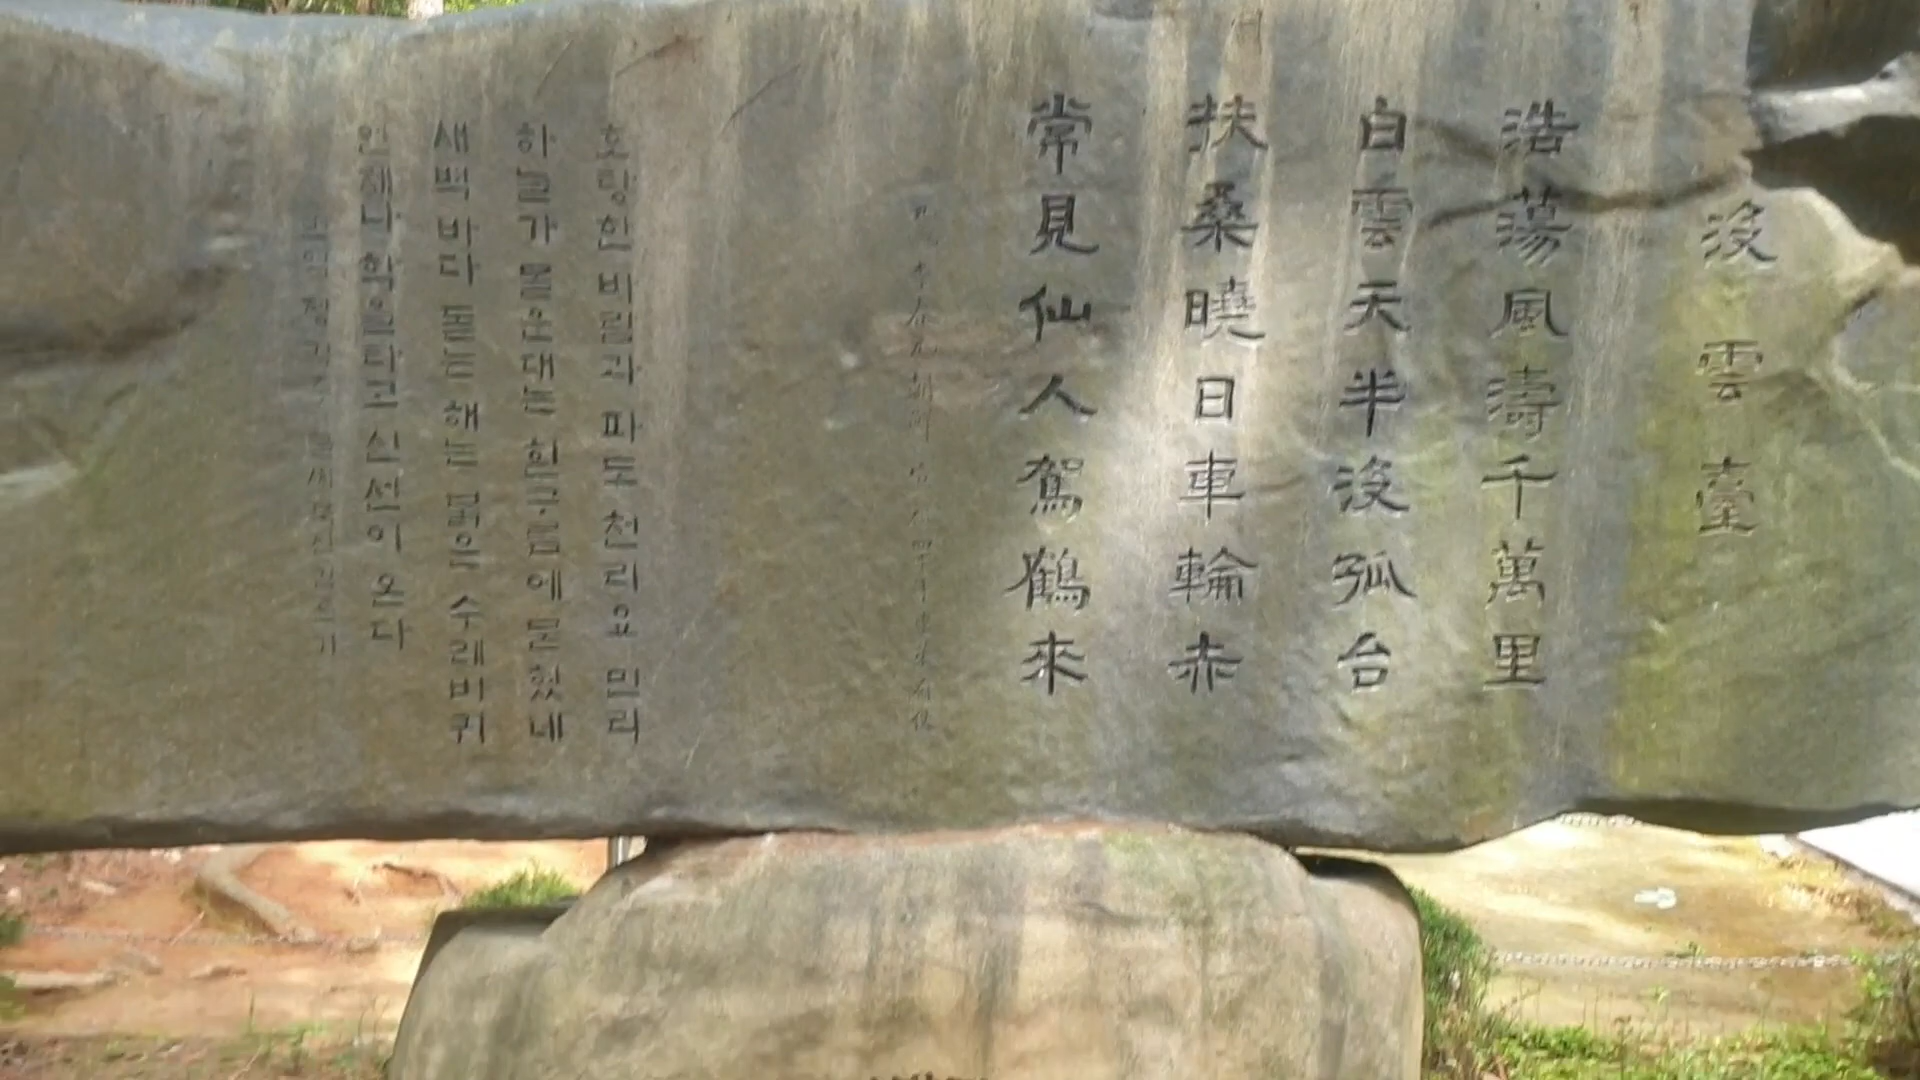 沒雲臺
浩蕩風濤千萬里
白雲天半沒孤台
扶桑曉日車輪赤
常見仙人駕鶴來
호탕한 바람과 파도 천리요 만리
하늘가 몰운대는 흰구름에 묻혔네
새벽 바다 돋는 해는 붉은 수레바퀴
언제나 학을 타고 신선이 온다